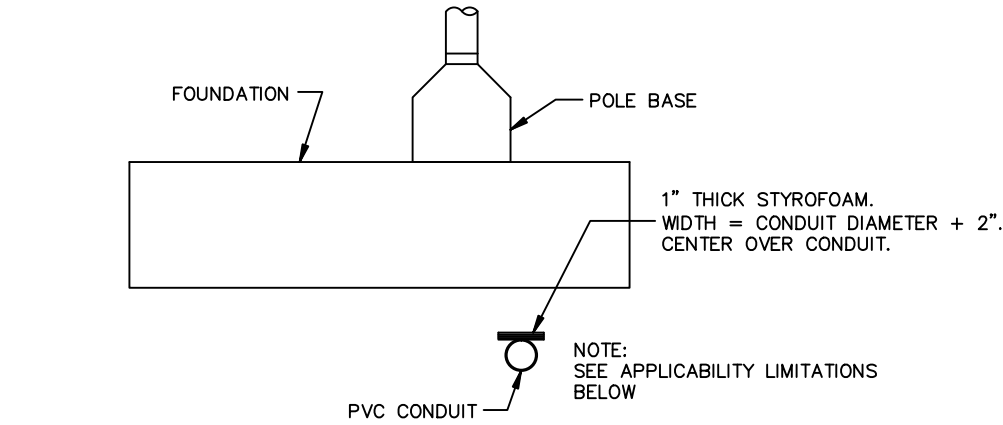 FOUNDATION
POLE BASE
1" THICK STYROFOAM.
WIDTH = CONDUIT DIAMETER + 2".
CENTER OVER CONDUIT.
NOTE:
SEE APPLICABILITY LIMITATIONS
BELOW
PVC CONDUIT